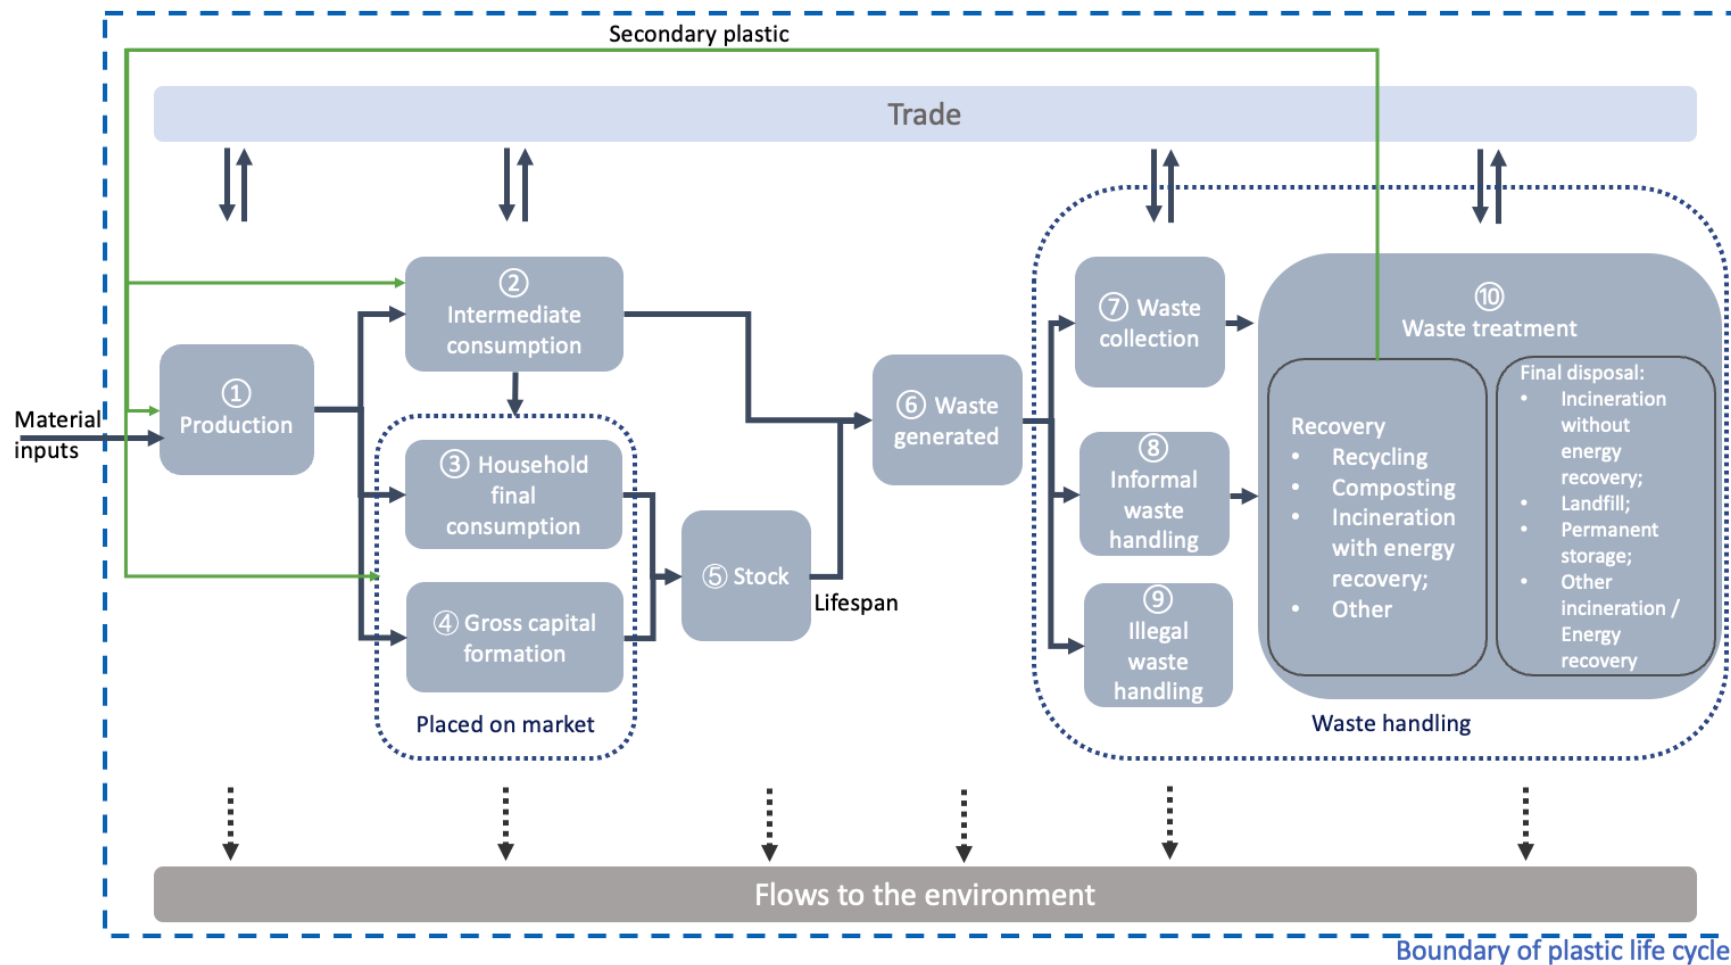 Secondary plastic
Trade
Material
inputs
①
Production
②
Intermediate
consumption
③ Household
final
consumption
④ Gross capital
formation
Placed on market
⑤ Stock
Lifespan
⑥ Waste
generated
⑦ Waste
collection
⑧
Informal
waste
handling
⑨
Illegal
waste
handling
⑩
Waste treatment
Recovery
• Recycling
• Composting
• Incineration
with energy
recovery;
• Other
Final disposal:
• Incineration
without
energy
recovery;
• Landfill;
• Permanent
storage;
• Other
incineration /
Energy
recovery
Waste handling
Flows to the environment
Boundary of plastic life cycle